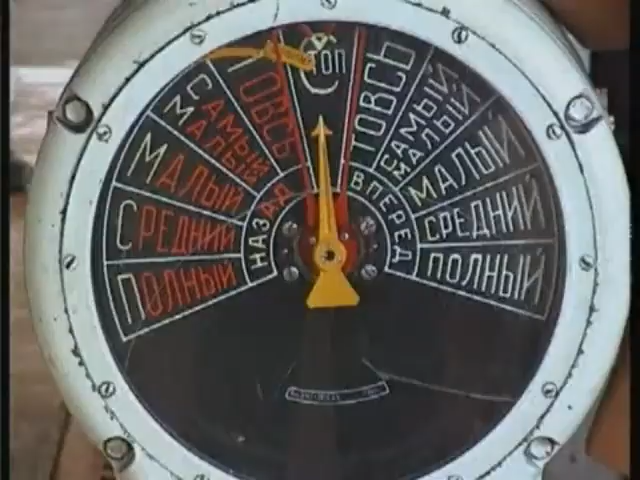 СТОП
ТОВСЬ
ТОВСЬ
САМЫЙ
МАЛЫЙ
САМЫЙ
МАЛЫЙ
МАЛЫЙ
МАЛЫЙ
СРЕДНИЙ
СРЕДНИЙ
ПОЛНЫЙ
ПОЛНЫЙ
НАЗАД
ВПЕРЕД